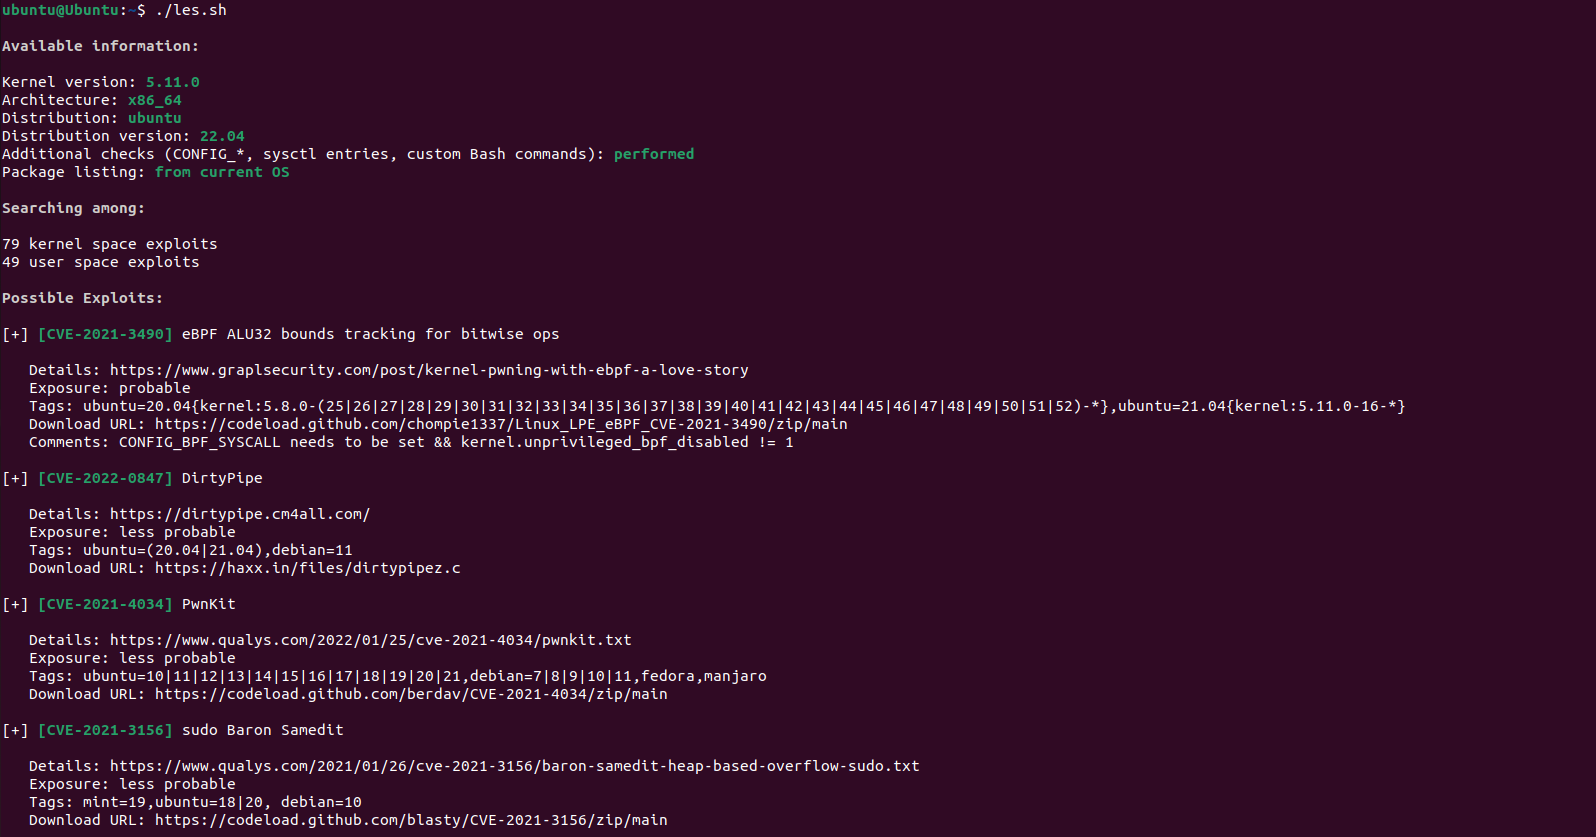 ubuntu@Ubuntu:~$ ./les.sh
Available information:
Kernel version: 5.11.0
Architecture: x86_64
Distribution: ubuntu
Distribution version: 22.04
Additional checks (CONFIG_*, sysctl entries, custom Bash commands): performed
Package listing: from current OS
Searching among:
79 kernel space exploits
49 user space exploits
Possible Exploits:
[+] [CVE-2021-3490] eBPF ALU32 bounds tracking for bitwise ops
Details: https://www.graplsecurity.com/post/kernel-pwning-with-ebpf-a-love-story
Exposure: probable
Tags: ubuntu=20.04{kernel:5.8.0-(25|26|27|28|29|30|31|32|33|34|35|36|37|38|39|40|41|42|43|44|45|46|47|48|49|50|51|52)-*},ubuntu=21.04{kernel:5.11.0-16-*}
Download URL: https://codeload.github.com/chompie1337/Linux_LPE_eBPF_CVE-2021-3490/zip/main
Comments: CONFIG_BPF_SYSCALL needs to be set && kernel.unprivileged_bpf_disabled != 1
[+] [CVE-2022-0847] DirtyPipe
Details: https://dirtypipe.cm4all.com/
Exposure: less probable
Tags: ubuntu=(20.04|21.04),debian=11
Download URL: https://haxx.in/files/dirtypipez.c
[+] [CVE-2021-4034] PwnKit
Details: https://www.qualys.com/2022/01/25/cve-2021-4034/pwnkit.txt
Exposure: less probable
Tags: ubuntu=10|11|12|13|14|15|16|17|18|19|20|21,debian=7|8|9|10|11,fedora,manjaro
Download URL: https://codeload.github.com/berdav/CVE-2021-4034/zip/main
[+] [CVE-2021-3156] sudo Baron Samedit
Details: https://www.qualys.com/2021/01/26/cve-2021-3156/baron-samedit-heap-based-overflow-sudo.txt
Exposure: less probable
Tags: mint=19,ubuntu=18|20, debian=10
Download URL: https://codeload.github.com/blasty/CVE-2021-3156/zip/main